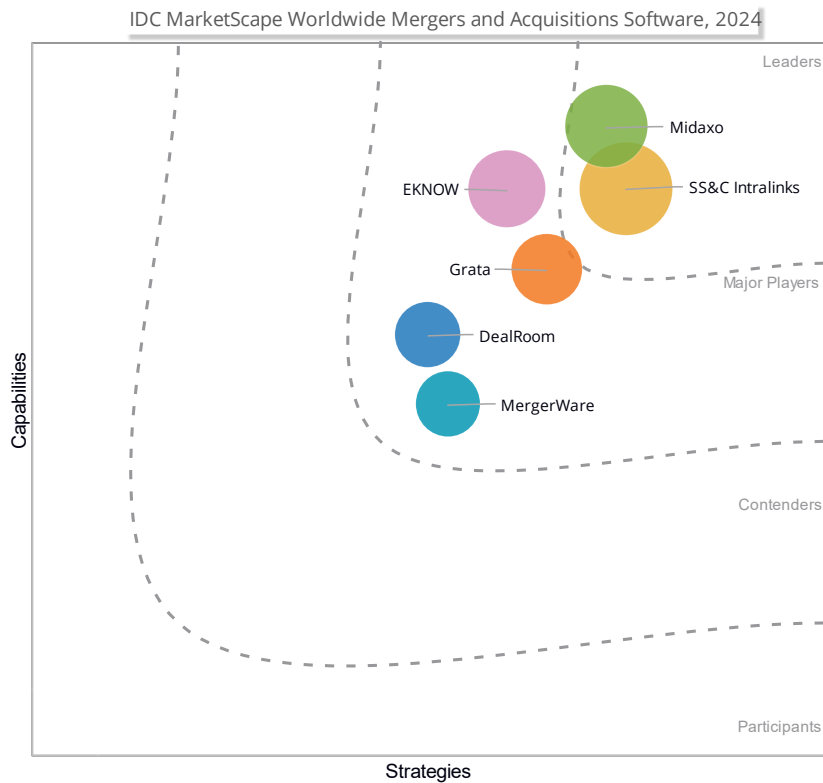 IDC MarketScape Worldwide Mergers and Acquisitions Software, 2024
Leaders
Midaxo
EKNOW
SS&C Intralinks
Grata
Major Players
DealRoom
Capabilities
MergerWare
Contenders
Participants
Strategies